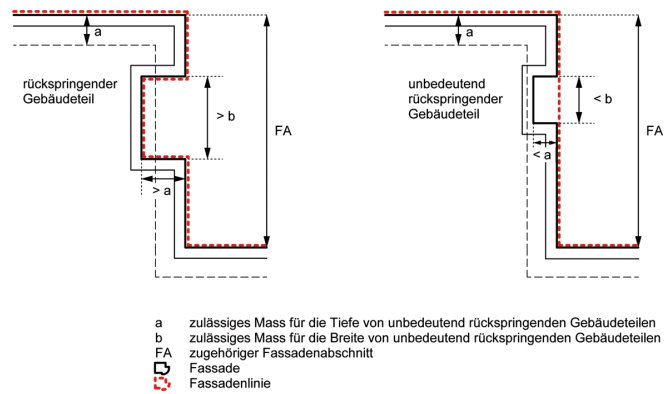 a
rückspringender
Gebäudeteil
> b
FA
> a
a
unbedeutend
rückspringender
Gebäudeteil
< b
FA
< a
a zulässiges Mass für die Tiefe von unbedeutend rückspringenden Gebäudeteilen
b zulässiges Mass für die Breite von unbedeutend rückspringenden Gebäudeteilen
FA zugehöriger Fassadenabschnitt
Fassade
Fassadenlinie